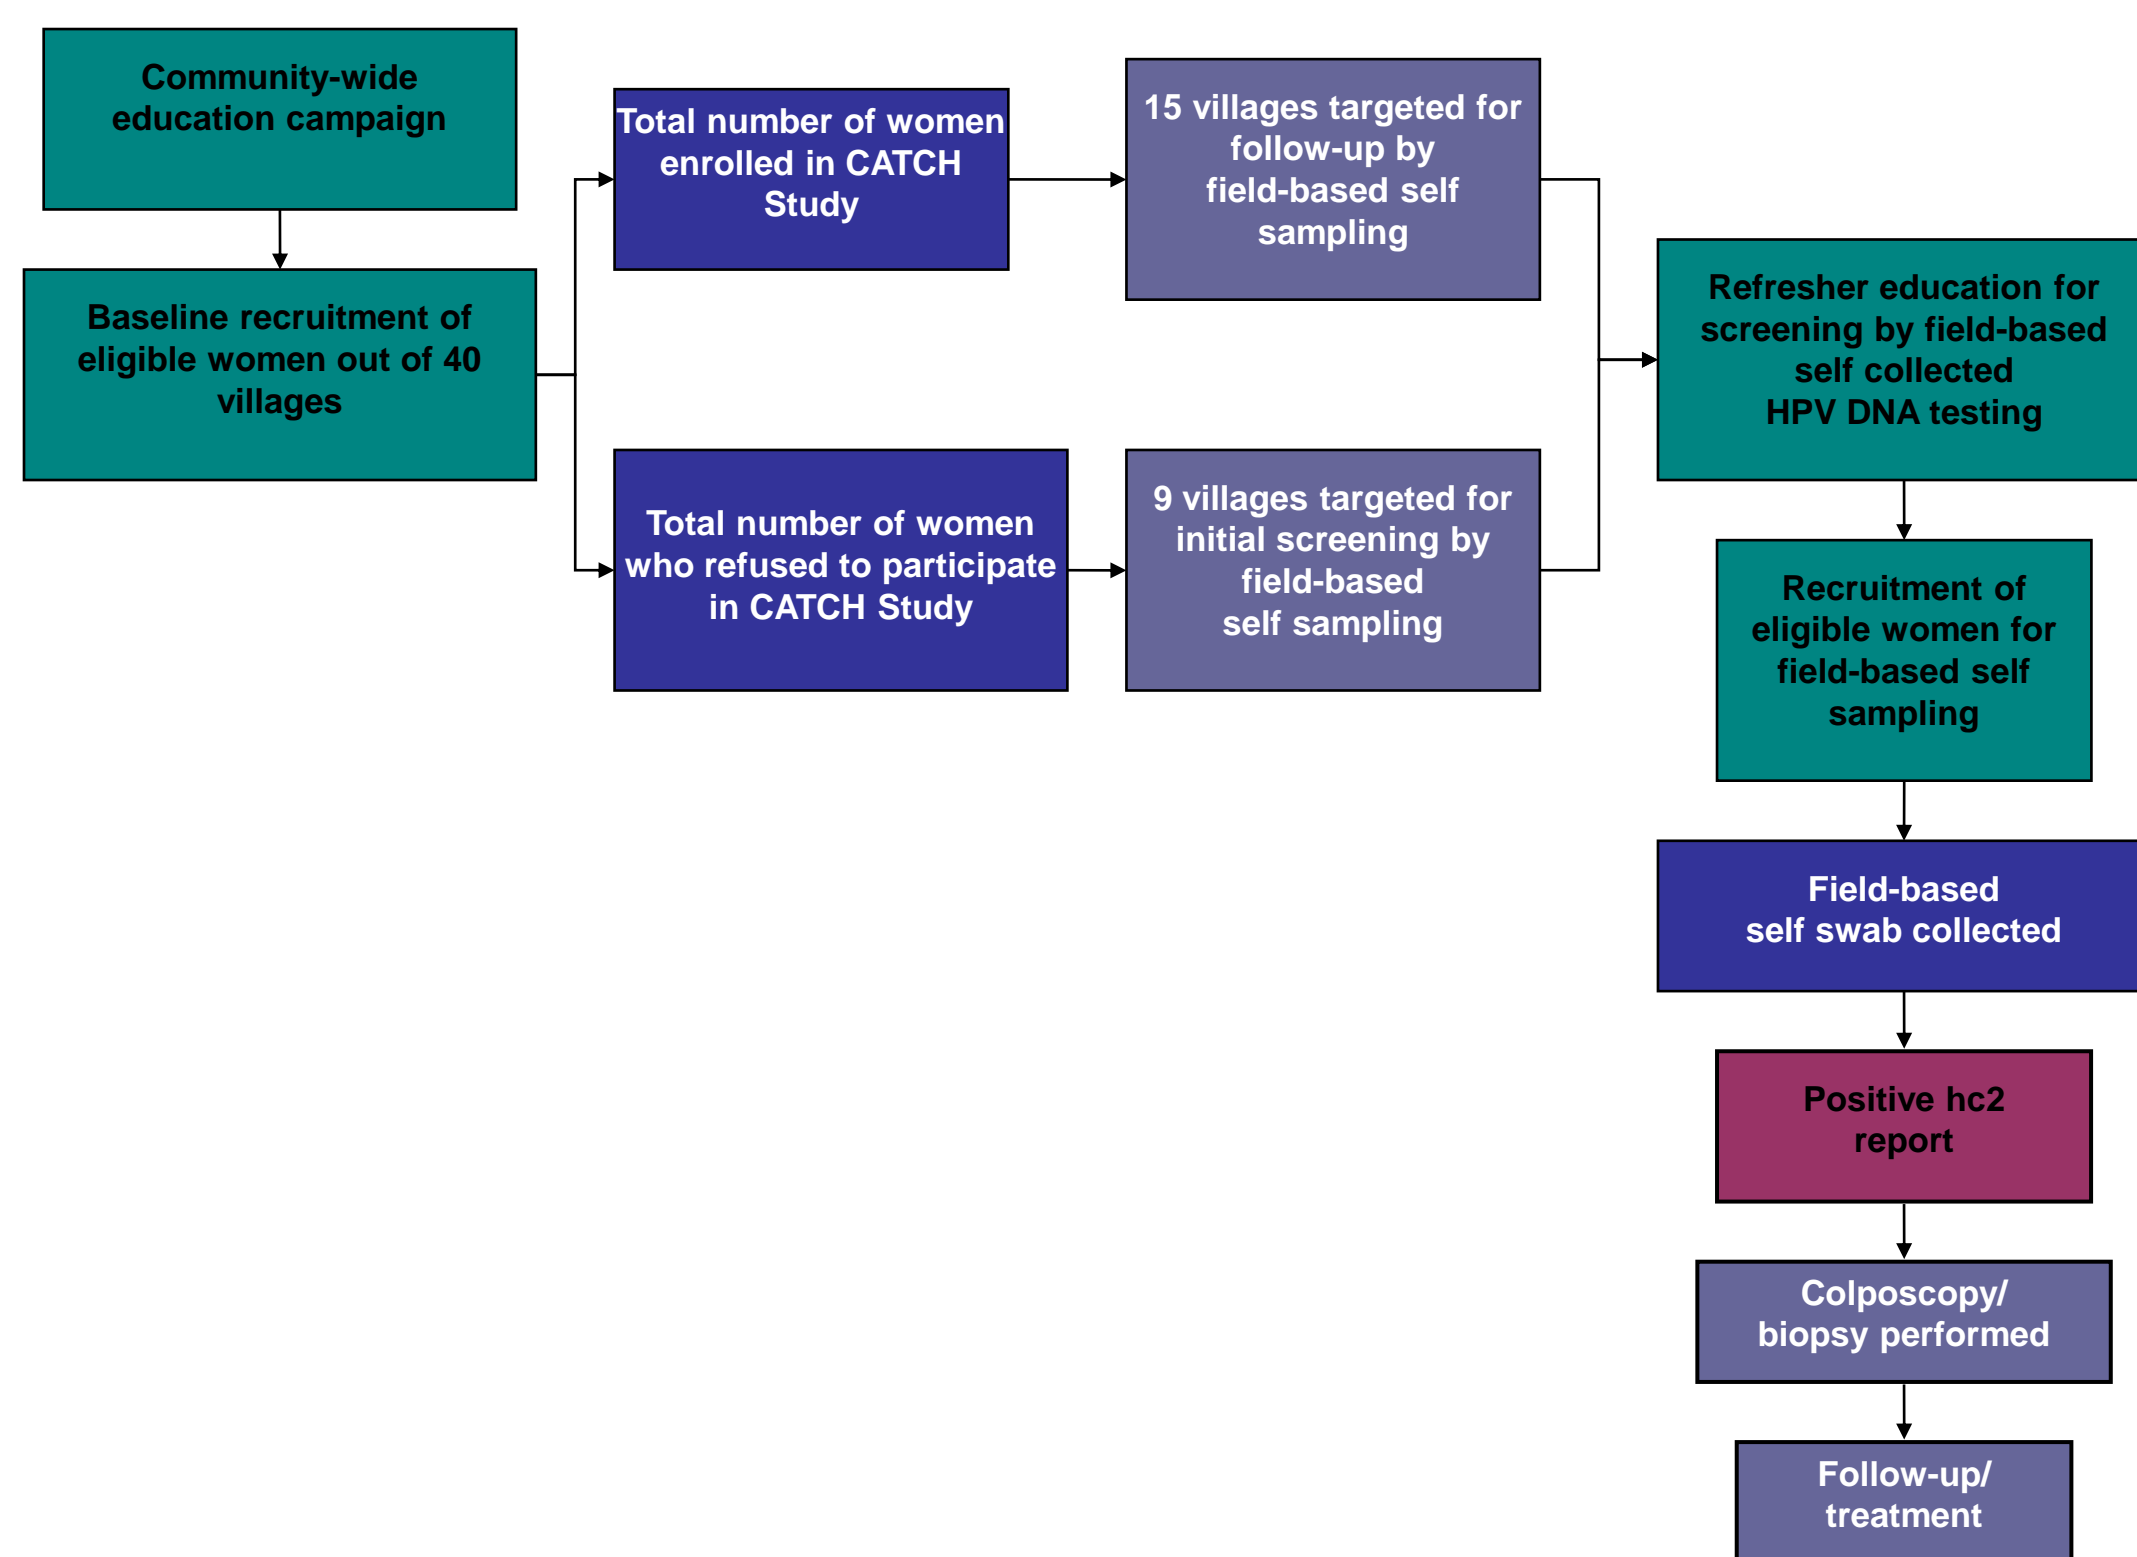 Community-wide
education campaign
Baseline recruitment of
eligible women out of 40
villages
Total number of women
enrolled in CATCH
Study
Total number of women
who refused to participate
in CATCH Study
15 villages targeted for
follow-up by
field-based self
sampling
9 villages targeted for
initial screening by
field-based
self sampling
Refresher education for
screening by field-based
self collected
HPV DNA testing
Recruitment of
eligible women for
field-based self
sampling
Field-based
self swab collected
Positive hc2
report
Colposcopy/
biopsy performed
Follow-up/
treatment